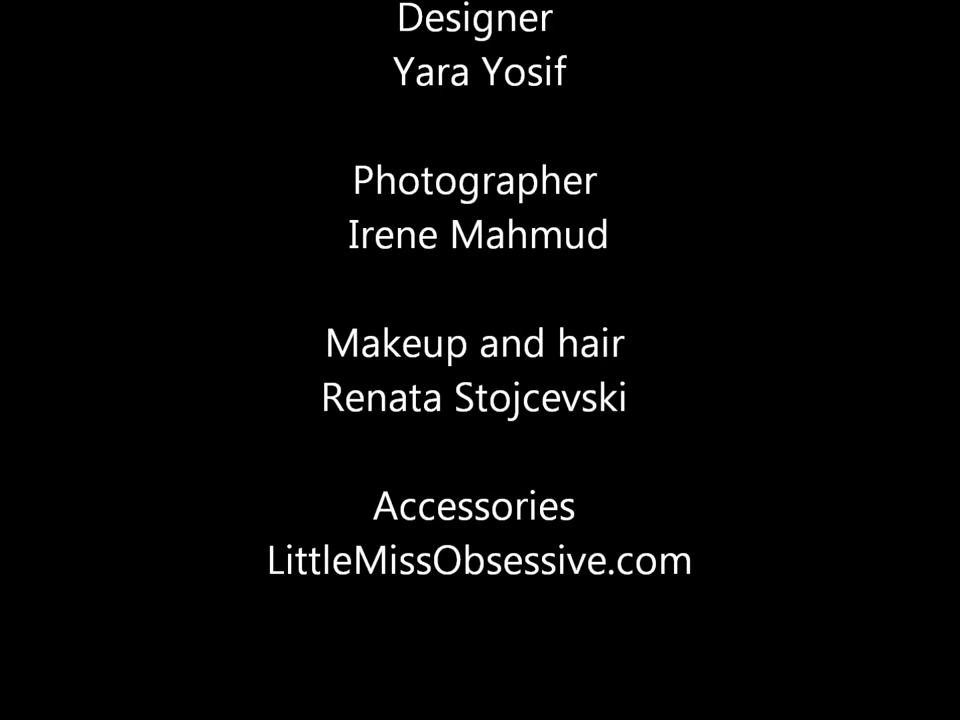 Designer
Yara Yosif
Photographer
Irene Mahmud
Makeup and hair
Renata Stojcevski
Accessories
LittleMissObsessive.com